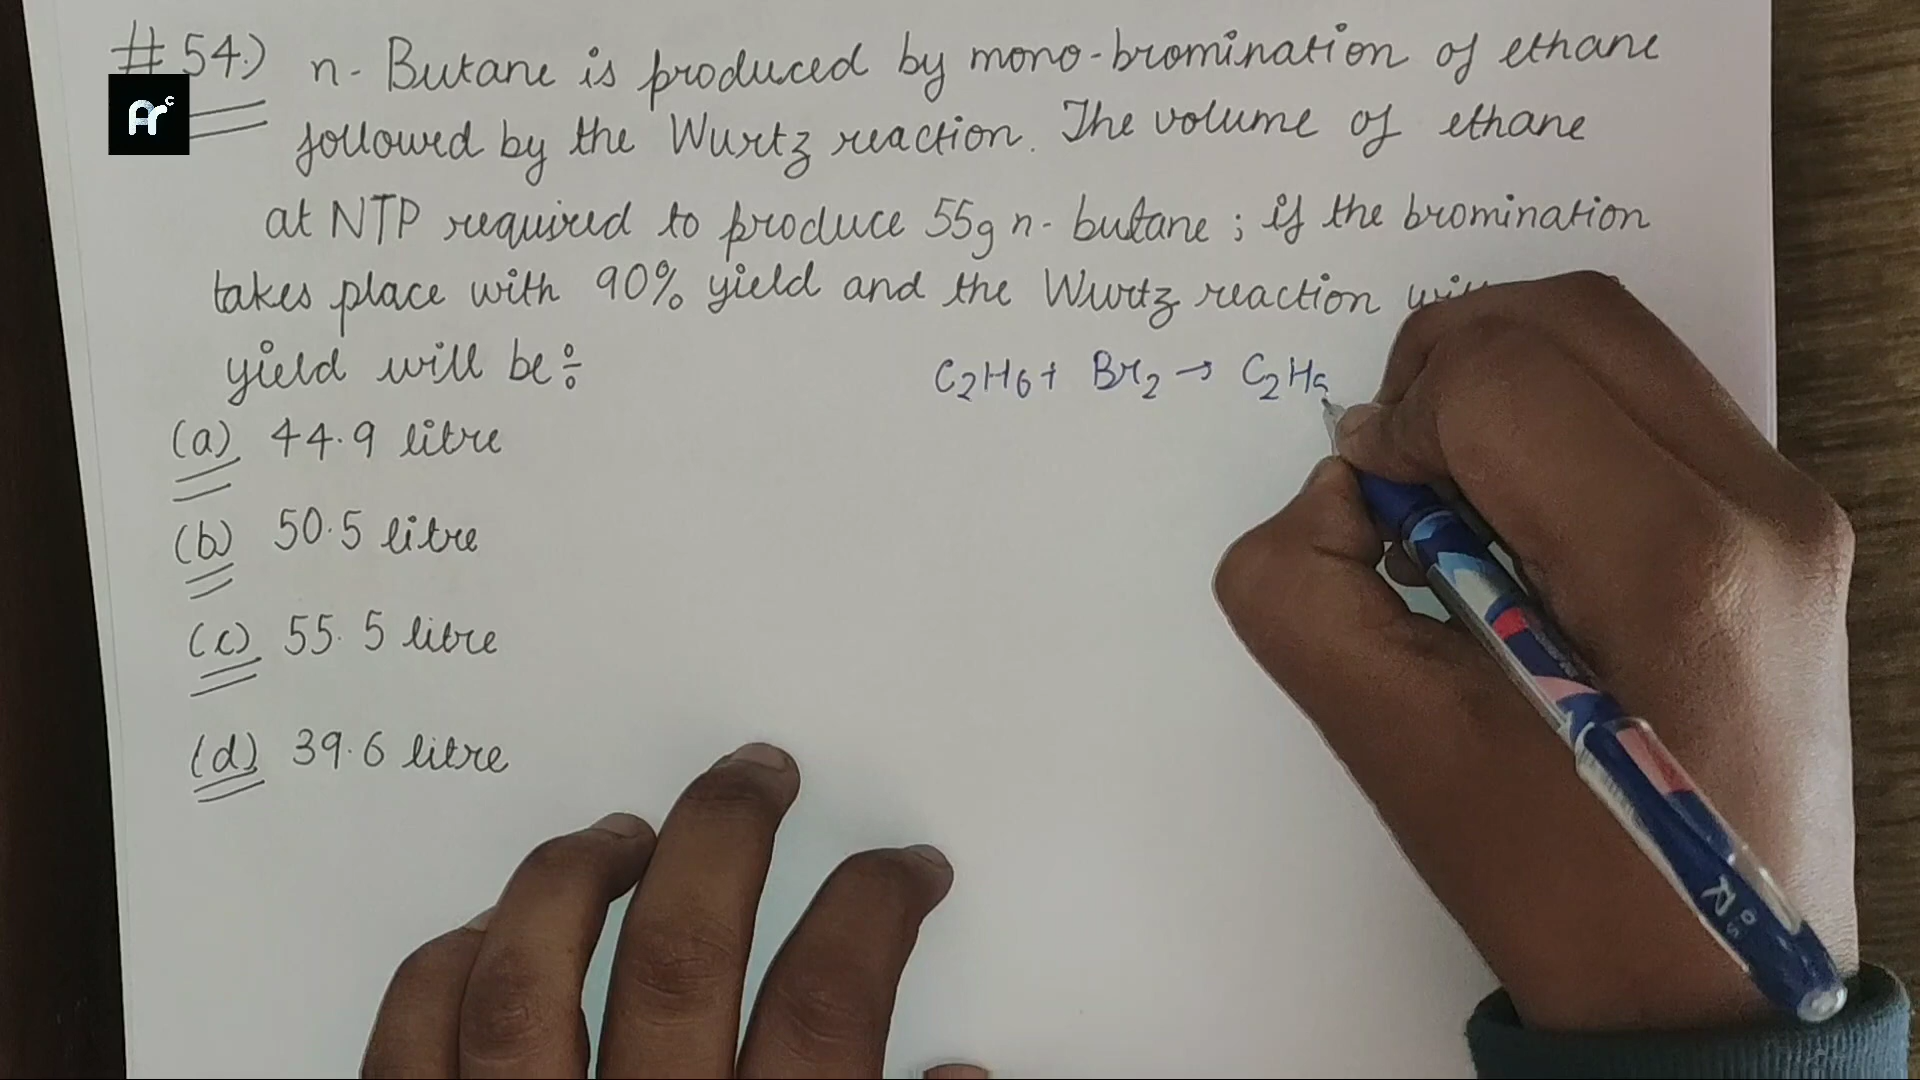 #54.) n- Butane is produced by mono-bromination of ethane
followed by the Wurtz reaction. The volume of ethane
at NTP required to produce 55g n- butane ; if the bromination
takes place with 90% yield and the Wurtz reaction
yield will be÷
C2H6 + Br2 → C2H5
(a) 44.9 litre
(b) 50.5 litre
(c) 55.5 litre
(d) 39.6 litre
Ar c